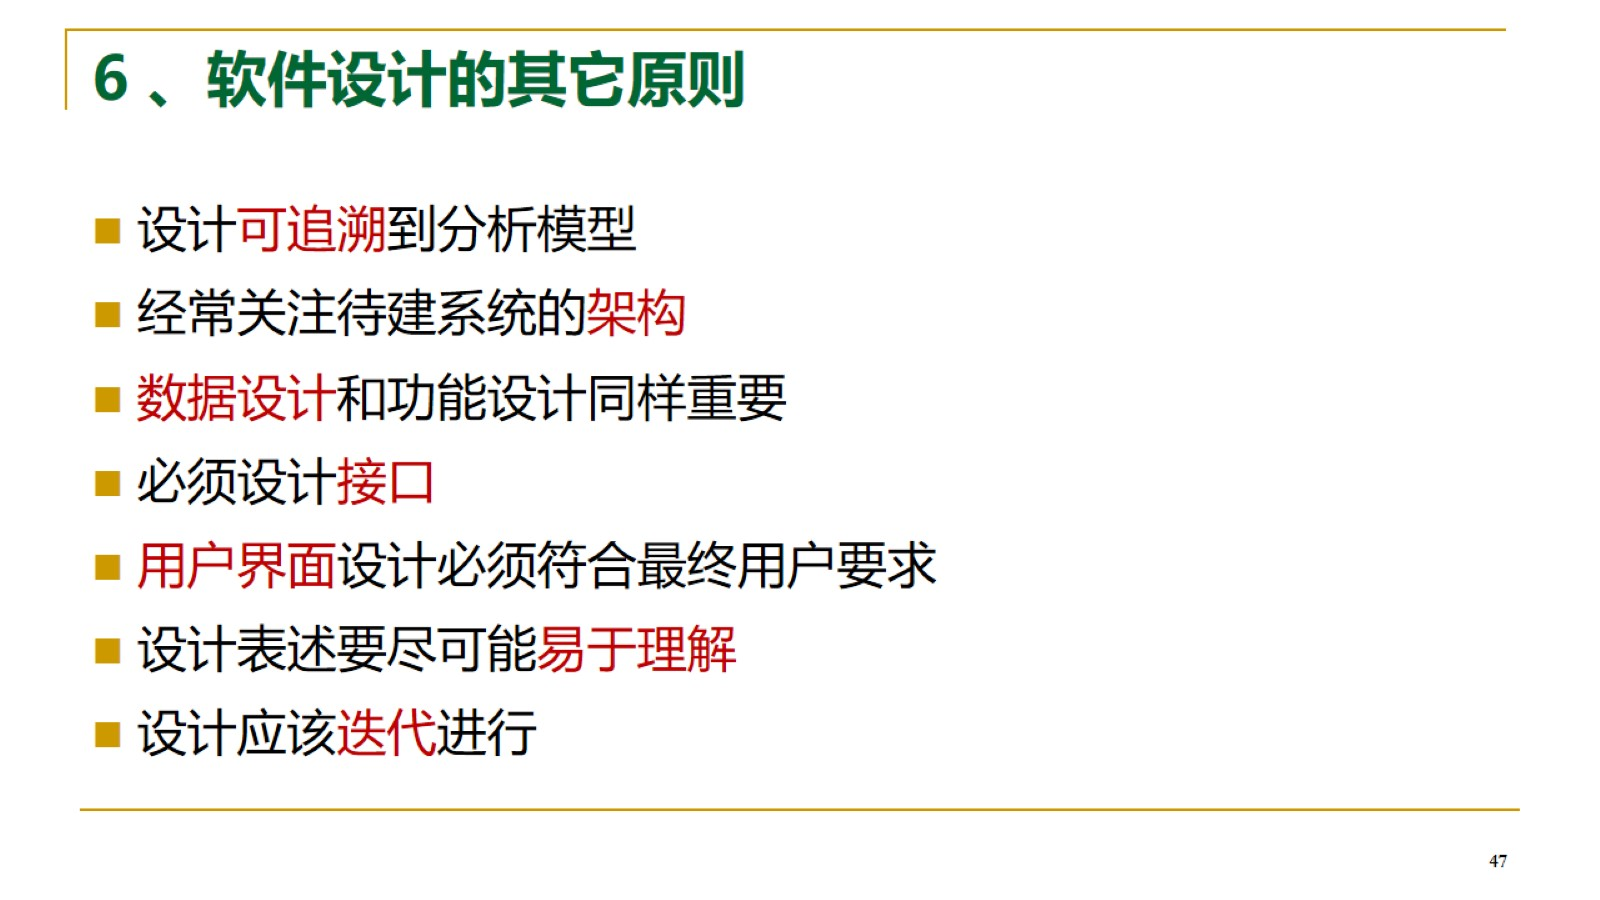 6 、软件设计的其它原则
设计可追溯到分析模型
经常关注待建系统的架构
数据设计和功能设计同样重要
必须设计接口
用户界面设计必须符合最终用户要求
设计表述要尽可能易于理解
设计应该迭代进行
47